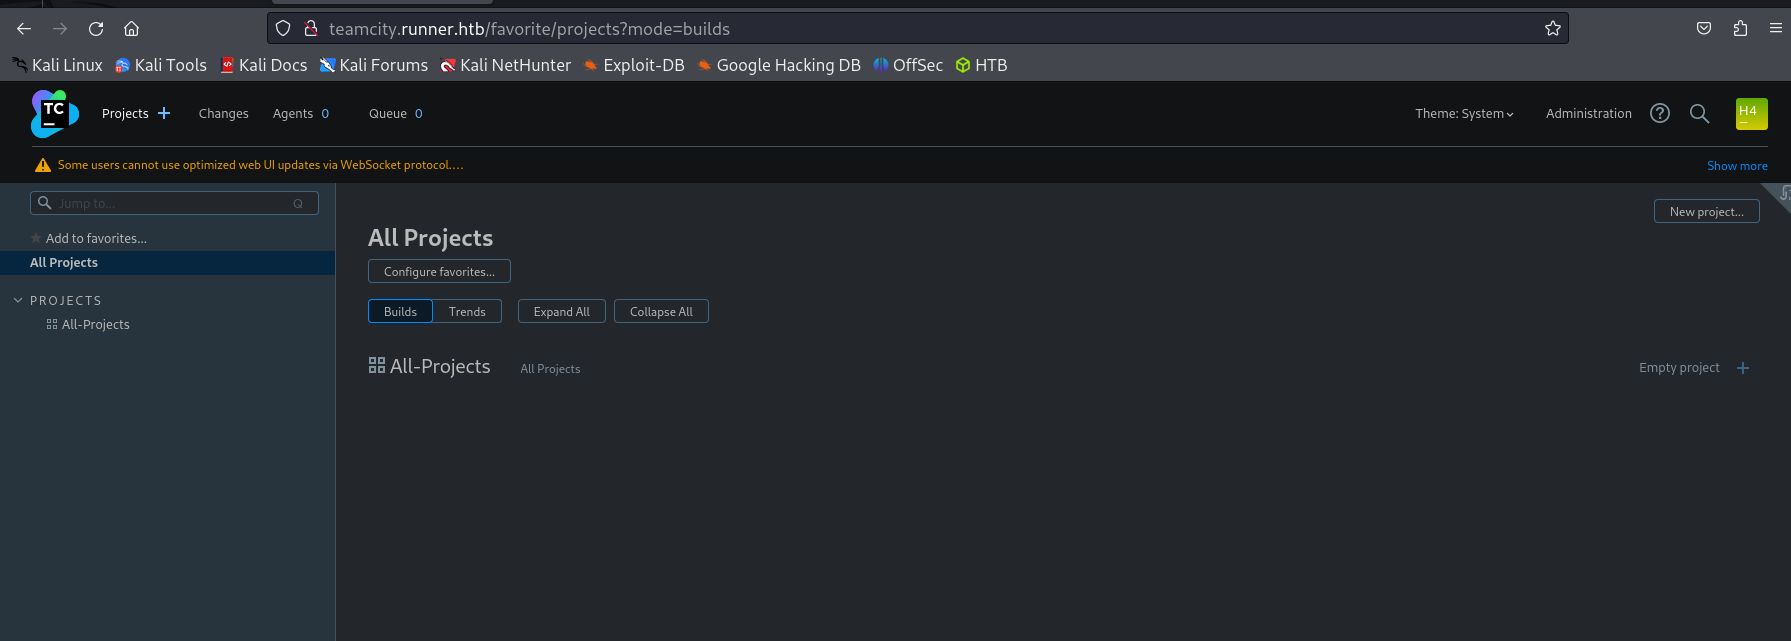 teamcity.runner.htb/favorite/projects?mode=builds
Kali Linux Kali Tools Kali Docs Kali Forums Kali NetHunter Exploit-DB Google Hacking DB OffSec HTB
TC Projects Changes Agents 0 Queue 0 Theme: System Administration H4
Some users cannot use optimized web UI updates via WebSocket protocol.... Show more
Jump to... Q
New project...
All Projects
Add to favorites...
All Projects
Configure favorites...
PROJECTS
Builds Trends Expand All Collapse All
All-Projects
All-Projects All Projects Empty project